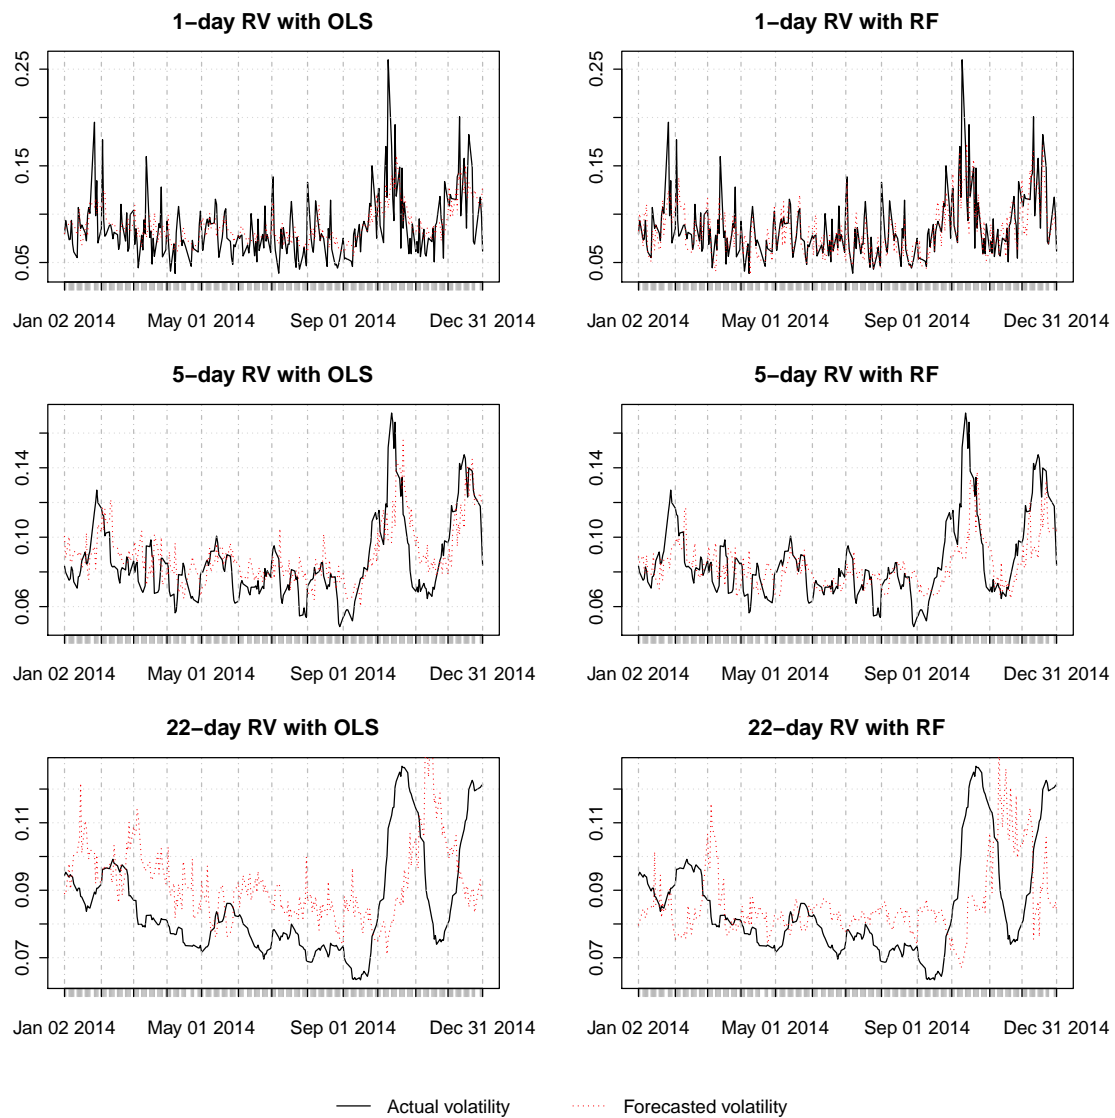 1−day RV with OLS
0.05 0.15 0.25
Jan 02 2014 May 01 2014 Sep 01 2014 Dec 31 2014
1−day RV with RF
0.05 0.15 0.25
Jan 02 2014 May 01 2014 Sep 01 2014 Dec 31 2014
5−day RV with OLS
0.06 0.10 0.14
Jan 02 2014 May 01 2014 Sep 01 2014 Dec 31 2014
5−day RV with RF
0.06 0.10 0.14
Jan 02 2014 May 01 2014 Sep 01 2014 Dec 31 2014
22−day RV with OLS
0.07 0.09 0.11
Jan 02 2014 May 01 2014 Sep 01 2014 Dec 31 2014
22−day RV with RF
0.07 0.09 0.11
Jan 02 2014 May 01 2014 Sep 01 2014 Dec 31 2014
Actual volatility Forecasted volatility